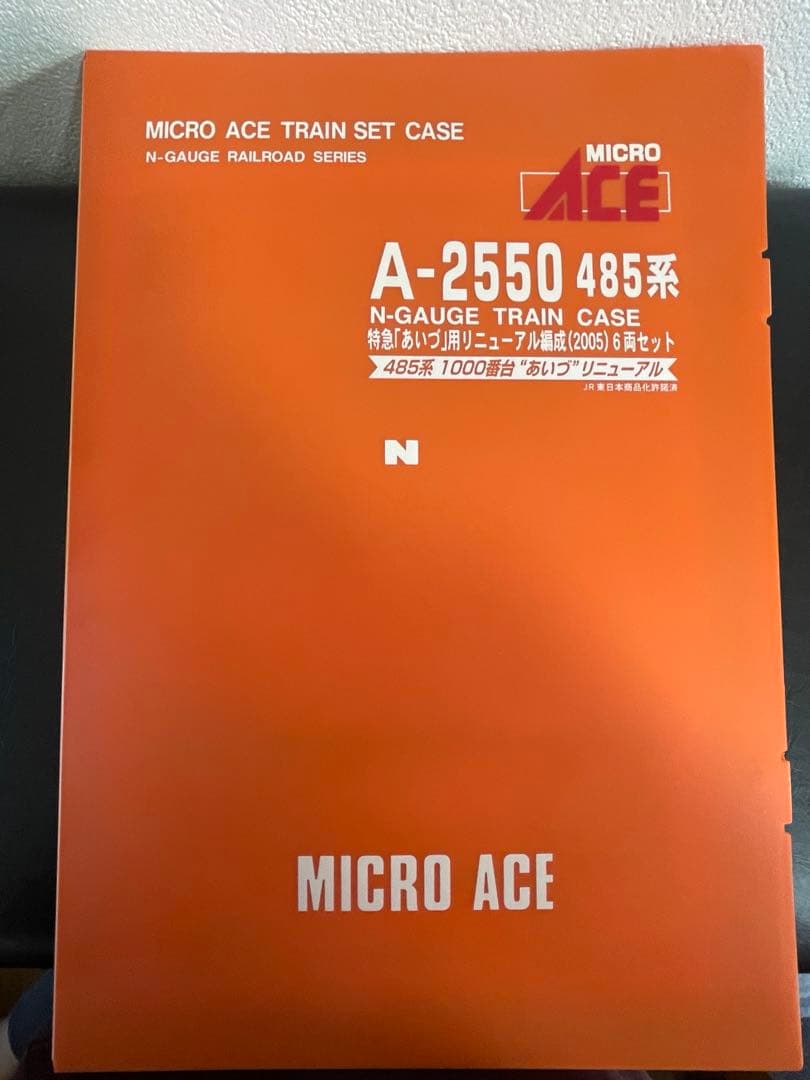 MICRO ACE TRAIN SET CASE
N-GAUGE RAILROAD SERIES
MICRO
ACE
A-2550 485系
N-GAUGE TRAIN CASE
特急「あいづ」用リニューアル編成(2005) 6両セット
485系 1000番台 “あいづ” リニューアル
JR東日本商品化許諾済
N
MICRO ACE